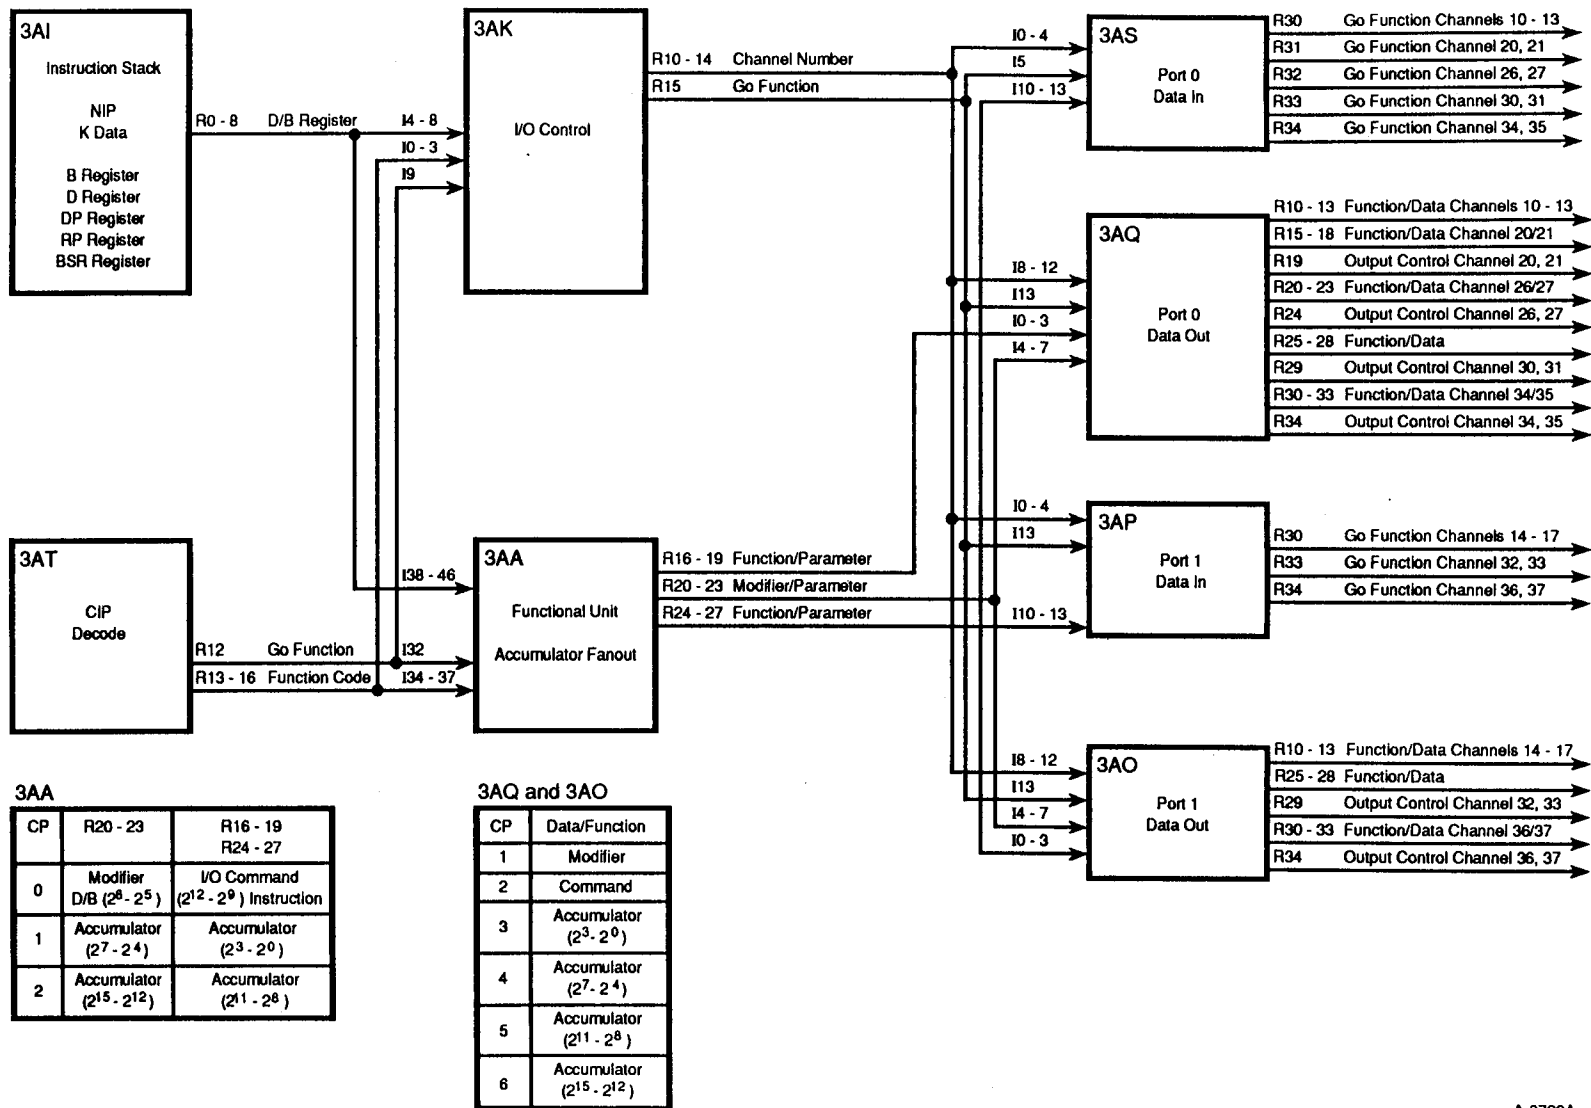 3AI
Instruction Stack
NIP
K Data
B Register
D Register
DP Register
RP Register
BSR Register
R0 - 8 D/B Register I4 - 8
I0 - 3
I9
3AK
I/O Control
R10 - 14 Channel Number
R15 Go Function
I0 - 4
I5
I10 - 13
3AS
Port 0
Data In
R30 Go Function Channels 10 - 13
R31 Go Function Channel 20, 21
R32 Go Function Channel 26, 27
R33 Go Function Channel 30, 31
R34 Go Function Channel 34, 35
I8 - 12
I13
I0 - 3
I4 - 7
3AQ
Port 0
Data Out
R10 - 13 Function/Data Channels 10 - 13
R15 - 18 Function/Data Channel 20/21
R19 Output Control Channel 20, 21
R20 - 23 Function/Data Channel 26/27
R24 Output Control Channel 26, 27
R25 - 28 Function/Data
R29 Output Control Channel 30, 31
R30 - 33 Function/Data Channel 34/35
R34 Output Control Channel 34, 35
3AT
CIP
Decode
R12 Go Function I32
R13 - 16 Function Code I34 - 37
I38 - 46
3AA
Functional Unit
Accumulator Fanout
R16 - 19 Function/Parameter
R20 - 23 Modifier/Parameter
R24 - 27 Function/Parameter
I0 - 4
I13
I10 - 13
3AP
Port 1
Data In
R30 Go Function Channels 14 - 17
R33 Go Function Channel 32, 33
R34 Go Function Channel 36, 37
I8 - 12
I13
I4 - 7
I0 - 3
3AO
Port 1
Data Out
R10 - 13 Function/Data Channels 14 - 17
R25 - 28 Function/Data
R29 Output Control Channel 32, 33
R30 - 33 Function/Data Channel 36/37
R34 Output Control Channel 36, 37
3AA
CP R20 - 23 R16 - 19
R24 - 27
0 Modifier I/O Command
D/B (2⁸ - 2⁵) (2¹² - 2⁹) Instruction
1 Accumulator Accumulator
(2⁷ - 2⁴) (2³ - 2⁰)
2 Accumulator Accumulator
(2¹⁵ - 2¹²) (2¹¹ - 2⁸)
3AQ and 3AO
CP Data/Function
1 Modifier
2 Command
3 Accumulator
(2³ - 2⁰)
4 Accumulator
(2⁷ - 2⁴)
5 Accumulator
(2¹¹ - 2⁸)
6 Accumulator
(2¹⁵ - 2¹²)